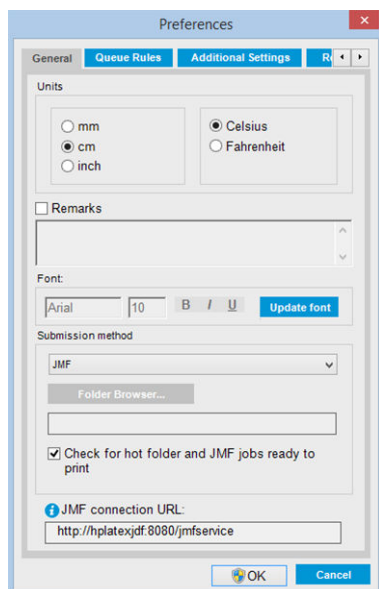 Preferences
General Queue Rules Additional Settings
Units
mm
cm
inch
Celsius
Fahrenheit
Remarks
Font:
Arial 10 B I U Update font
Submission method
JMF
Folder Browser...
Check for hot folder and JMF jobs ready to
print
JMF connection URL:
http://hplatexjdf:8080/jmfservice
OK Cancel